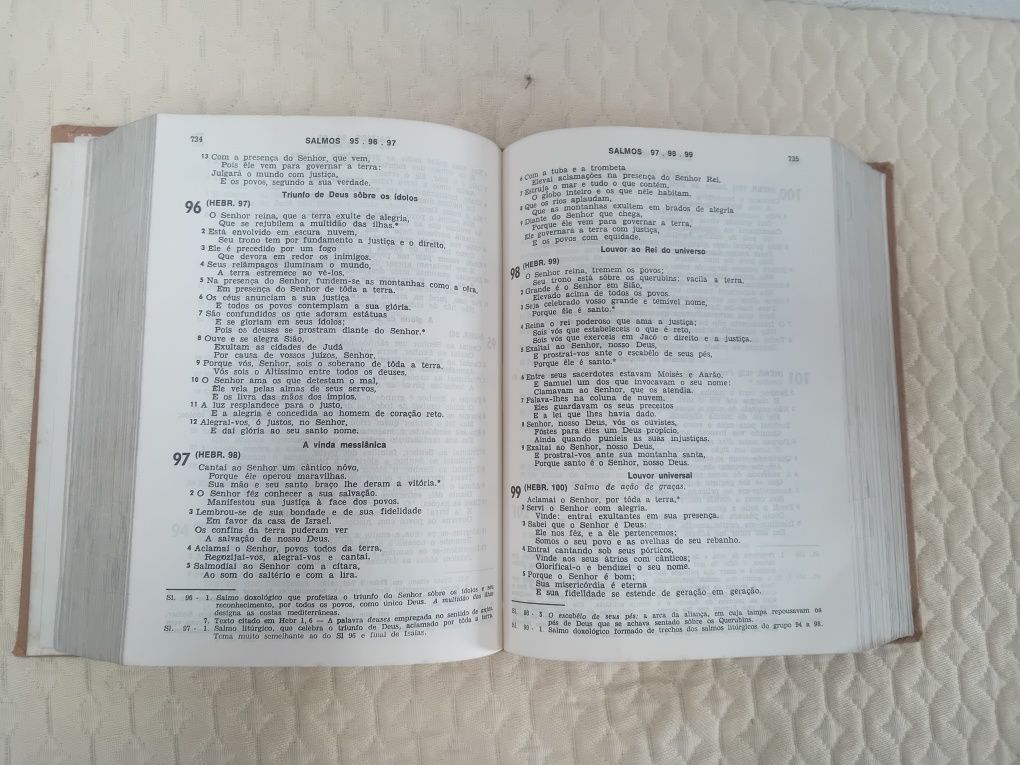 734
SALMOS 95 . 96 . 97
13 Com a presença do Senhor, que vem,
Pois êle vem para governar a terra:
Julgará o mundo com justiça,
E os povos, segundo a sua verdade.
Triunfo de Deus sôbre os ídolos
96 (HEBR. 97)
O Senhor reina, que a terra exulte de alegria,
Que se rejubilem a multidão das ilhas.*
2 Está envolvido em escura nuvem,
Seu trono tem por fundamento a justiça e o direito.
3 Ele é precedido por um fogo
Que devora em redor os inimigos.
4 Seus relâmpagos iluminam o mundo,
A terra estremece ao vê-los.
5 Na presença do Senhor, fundem-se as montanhas como a cêra,
Em presença do Senhor de tôda a terra.
6 Os céus anunciam a sua justiça
E todos os povos contemplam a sua glória.
7 São confundidos os que adoram estátuas
E se gloriam em seus ídolos;
Pois os deuses se prostram diante do Senhor.*
8 Ouve e se alegra Sião,
Exultam as cidades de Judá
Por causa de vossos juízos, Senhor,
9 Porque vós, Senhor, sois o soberano de tôda a terra,
Vós sois o Altíssimo entre todos os deuses.
10 O Senhor ama os que detestam o mal,
Ele vela pelas almas de seus servos,
E os livra das mãos dos ímpios.
11 A luz resplandece para o justo,
E a alegria é concedida ao homem de coração reto.
12 Alegrai-vos, ó justos, no Senhor,
E dai glória ao seu santo nome.
A vinda messiânica
97 (HEBR. 98)
Cantai ao Senhor um cântico nôvo,
Porque êle operou maravilhas.
Sua mão e seu santo braço lhe deram a vitória.*
2 O Senhor fêz conhecer a sua salvação.
Manifestou sua justiça à face dos povos.
3 Lembrou-se de sua bondade e de sua fidelidade
Em favor da casa de Israel.
Os confins da terra puderam ver
A salvação de nosso Deus.
4 Aclamai o Senhor, povos todos da terra,
Regozijai-vos, alegrai-vos e cantai.
5 Salmodiai ao Senhor com a cítara,
Ao som do saltério e com a lira.
Sl. 96 - 1. Salmo doxológico que profetiza o triunfo do Senhor sôbre os ídolos e seu
reconhecimento, por todos os povos, como único Deus. A multidão das ilhas
designa as costas mediterrâneas.
7. Texto citado em Hebr 1, 6 — A palavra deuses empregada no sentido de anjos.
Sl. 97 - 1. Salmo litúrgico, que celebra o triunfo de Deus, aclamado por tôda a terra.
Tema muito semelhante ao do Sl 95 e final de Isaías.
SALMOS 97 . 98 . 99
735
6 Com a tuba e a trombeta
Elevai aclamações na presença do Senhor Rei.
7 Estruja o mar e tudo o que contém,
O globo inteiro e os que nêle habitam.
8 Que os rios aplaudam,
Que as montanhas exultem em brados de alegria
9 Diante do Senhor que chega,
Porque êle vem para governar a terra,
Ele governará a terra com justiça,
E os povos com eqüidade.
Louvor ao Rei do universo
98 (HEBR. 99)
O Senhor reina, tremem os povos;
Seu trono está sôbre os querubins: vacila a terra.
2 Grande é o Senhor em Sião,
Elevado acima de todos os povos.
3 Seja celebrado vosso grande e temível nome,
Porque êle é santo.*
4 Reina o rei poderoso que ama a justiça;
Sois vós que estabeleceis o que é reto,
Sois vós que exerceis em Jacó o direito e a justiça.
5 Exaltai ao Senhor, nosso Deus,
E prostrai-vos ante o escabêlo de seus pés,
Porque êle é santo.*
6 Entre seus sacerdotes estavam Moisés e Aarão,
E Samuel um dos que invocavam o seu nome:
Clamavam ao Senhor, que os atendia.
7 Falava-lhes na coluna de nuvem,
Eles guardavam os seus preceitos
E a lei que lhes havia dado.
8 Senhor, nosso Deus, vós os ouvistes,
Fôstes para êles um Deus propício,
Ainda quando puníeis as suas injustiças.
9 Exaltai ao Senhor, nosso Deus,
E prostrai-vos ante sua montanha santa,
Porque santo é o Senhor, nosso Deus.
Louvor universal
99 (HEBR. 100) Salmo de ação de graças.
Aclamai o Senhor, por tôda a terra,*
2 Servi o Senhor com alegria.
Vinde: entrai exultantes em sua presença.
3 Sabei que o Senhor é Deus:
Ele nos fêz, e a êle pertencemos;
Somos o seu povo e as ovelhas de seu rebanho.
4 Entrai cantando sob seus pórticos,
Vinde aos seus átrios com cânticos;
Glorificai-o e bendizei o seu nome.
5 Porque o Senhor é bom;
Sua misericórdia é eterna
E sua fidelidade se estende de geração em geração.
Sl. 98 - 5. O escabêlo de seus pés: a arca da aliança, em cuja tampa repousavam os
pés de Deus que se achava sentado sôbre os Querubins.
Sl. 99 - 1. Salmo doxológico formado de trechos dos salmos litúrgicos do grupo 94 a 98.